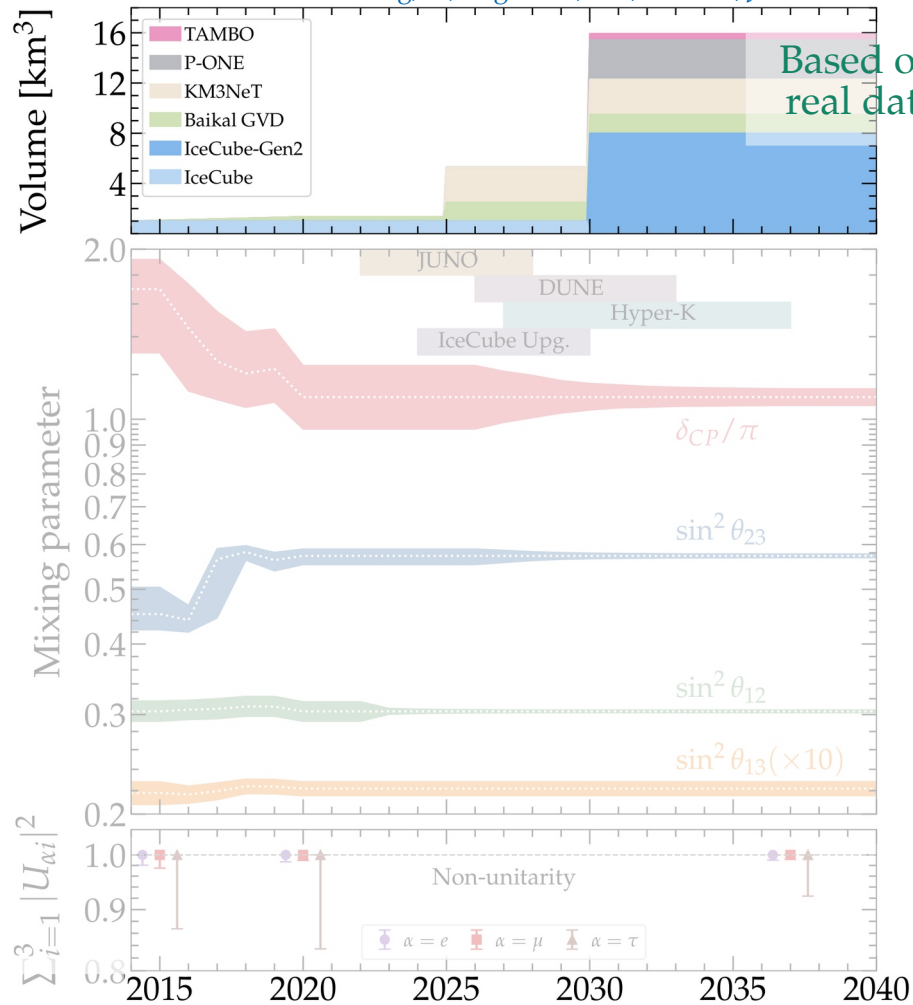 Volume [km³]
16
12
8
4
TAMBO
P-ONE
KM3NeT
Baikal GVD
IceCube-Gen2
IceCube
Based
real
Mixing parameter
2.0
1.0
0.9
0.8
0.7
0.6
0.5
0.4
0.3
0.2
JUNO
DUNE
Hyper-K
IceCube Upg.
δ_CP/π
sin² θ₂₃
sin² θ₁₂
sin² θ₁₃(×10)
∑³ᵢ₌₁ |U_αi|²
1.0
0.9
0.8
Non-unitarity
α = e α = μ α = τ
2015 2020 2025 2030 2035 2040